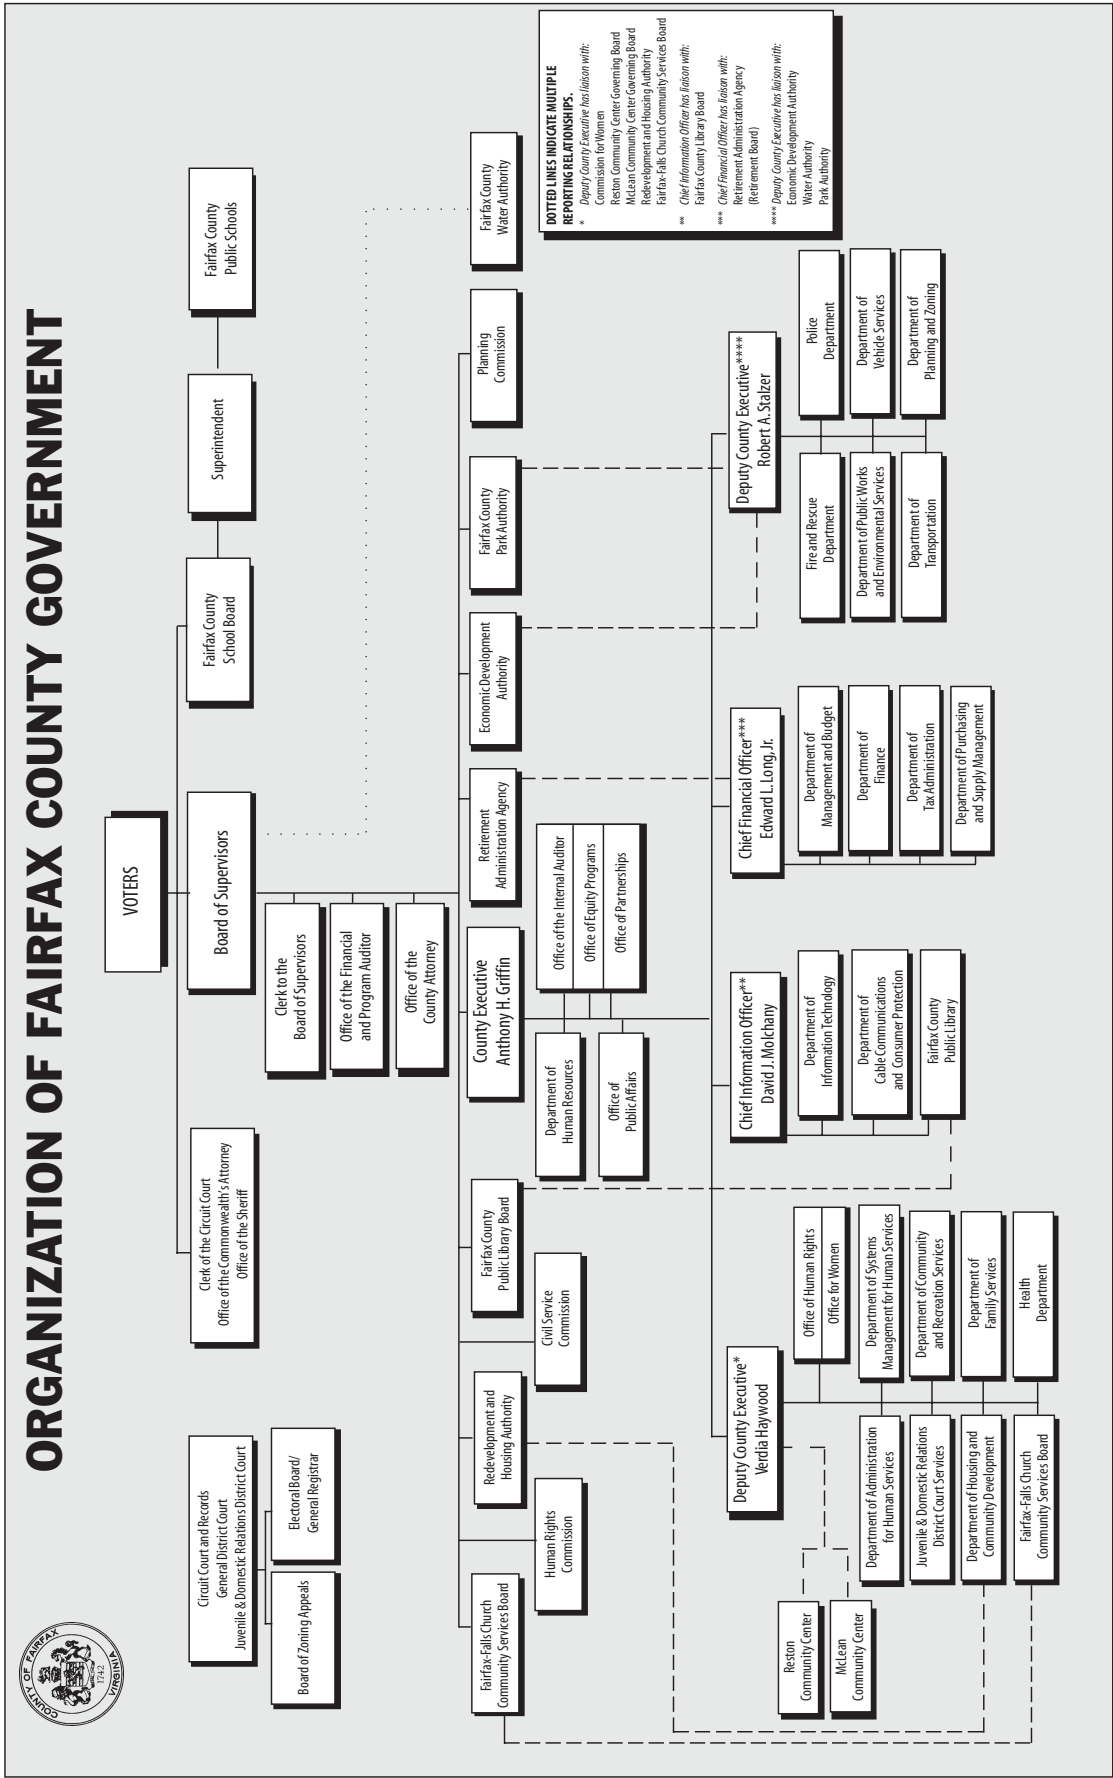 ORGANIZATION OF FAIRFAX COUNTY GOVERNMENT
COUNTY OF FAIRFAX
VIRGINIA
1742
VOTERS
Circuit Court and Records
General District Court
Juvenile & Domestic Relations District Court
Board of Zoning Appeals
Electoral Board/
General Registrar
Clerk of the Circuit Court
Office of the Commonwealth's Attorney
Office of the Sheriff
Board of Supervisors
Fairfax County
School Board
Superintendent
Fairfax County
Public Schools
Clerk to the
Board of Supervisors
Office of the Financial
and Program Auditor
Office of the
County Attorney
Fairfax-Falls Church
Community Services Board
Human Rights
Commission
Redevelopment and
Housing Authority
Civil Service
Commission
Fairfax County
Public Library Board
County Executive
Anthony H. Griffin
Retirement
Administration Agency
Economic Development
Authority
Fairfax County
Park Authority
Planning
Commission
Fairfax County
Water Authority
Department of
Human Resources
Office of
Public Affairs
Office of the Internal Auditor
Office of Equity Programs
Office of Partnerships
DOTTED LINES INDICATE MULTIPLE
REPORTING RELATIONSHIPS.
* Deputy County Executive has liaison with:
Commission for Women
Reston Community Center Governing Board
McLean Community Center Governing Board
Redevelopment and Housing Authority
Fairfax-Falls Church Community Services Board
** Chief Information Officer has liaison with:
Fairfax County Library Board
*** Chief Financial Officer has liaison with:
Retirement Administration Agency
(Retirement Board)
**** Deputy County Executive has liaison with:
Economic Development Authority
Water Authority
Park Authority
Deputy County Executive*
Verdia Haywood
Reston
Community Center
McLean
Community Center
Office of Human Rights
Office for Women
Department of Administration
for Human Services
Department of Systems
Management for Human Services
Juvenile & Domestic Relations
District Court Services
Department of Community
and Recreation Services
Department of Housing and
Community Development
Department of
Family Services
Fairfax-Falls Church
Community Services Board
Health
Department
Chief Information Officer**
David J. Molchany
Department of
Information Technology
Department of
Cable Communications
and Consumer Protection
Fairfax County
Public Library
Chief Financial Officer***
Edward L. Long, Jr.
Department of
Management and Budget
Department of
Finance
Department of
Tax Administration
Department of Purchasing
and Supply Management
Deputy County Executive****
Robert A. Stalzer
Fire and Rescue
Department
Police
Department
Department of Public Works
and Environmental Services
Department of
Vehicle Services
Department of
Transportation
Department of
Planning and Zoning